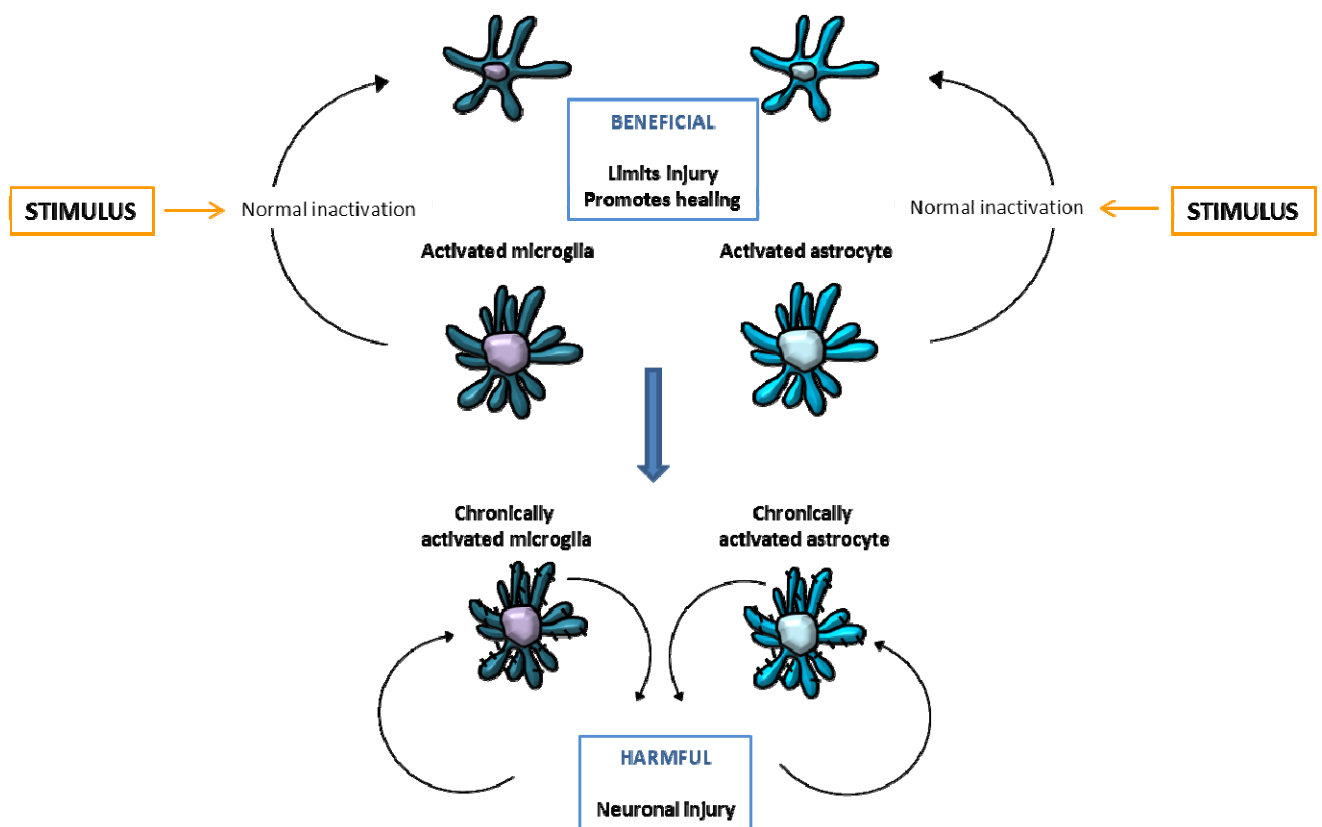 BENEFICIAL
Limits injury
Promotes healing
STIMULUS
Normal inactivation
Normal inactivation
STIMULUS
Activated microglia
Activated astrocyte
Chronically
activated microglia
Chronically
activated astrocyte
HARMFUL
Neuronal injury